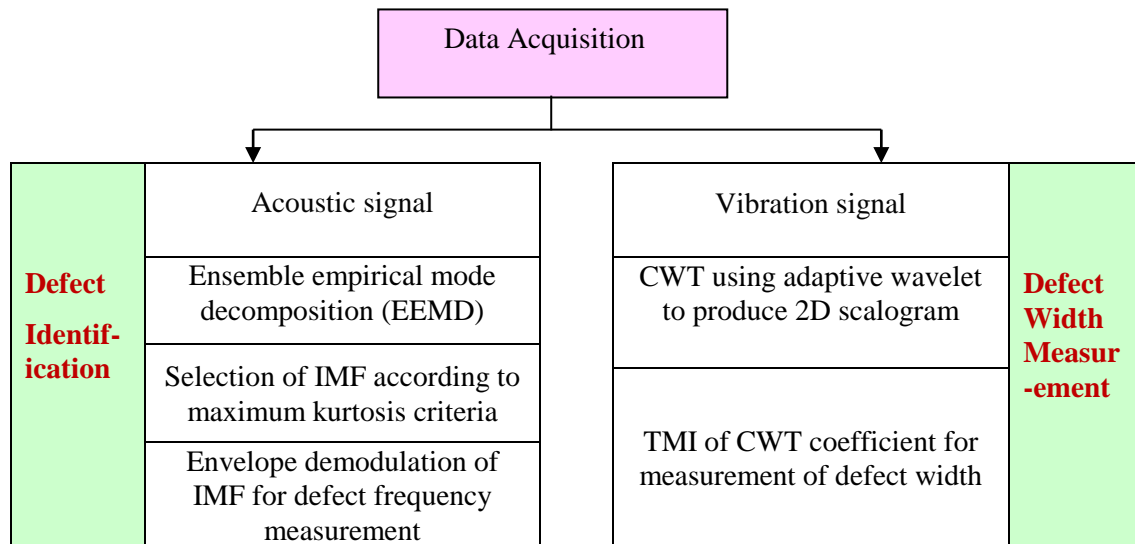 Data Acquisition
Defect
Identif-
ication
Acoustic signal
Ensemble empirical mode
decomposition (EEMD)
Selection of IMF according to
maximum kurtosis criteria
Envelope demodulation of
IMF for defect frequency
measurement
Vibration signal
CWT using adaptive wavelet
to produce 2D scalogram
TMI of CWT coefficient for
measurement of defect width
Defect
Width
Measur
-ement